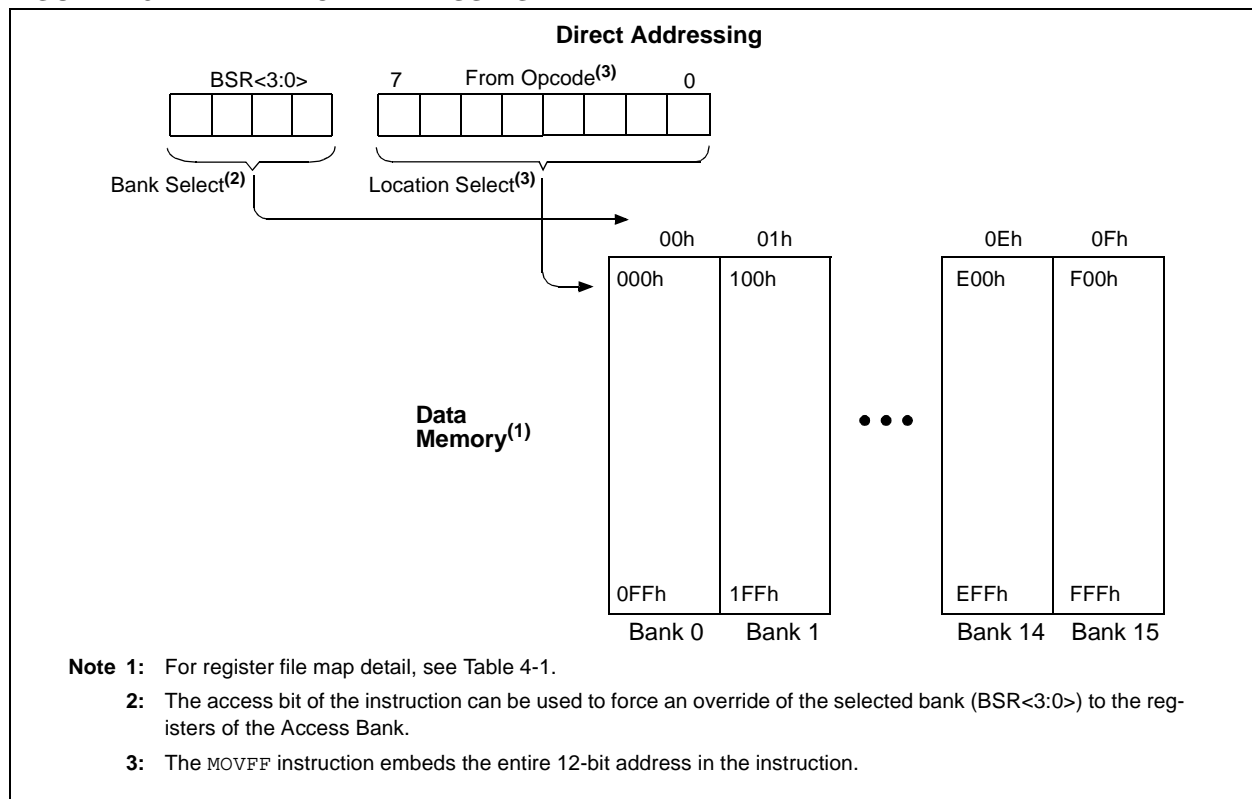 Direct Addressing
BSR<3:0>
7 From Opcode(3) 0
Bank Select(2)
Location Select(3)
00h 01h 0Eh 0Fh
000h 100h E00h F00h
Data
Memory(1)
0FFh 1FFh EFFh FFFh
Bank 0 Bank 1 Bank 14 Bank 15
Note 1: For register file map detail, see Table 4-1.
2: The access bit of the instruction can be used to force an override of the selected bank (BSR<3:0>) to the reg-
isters of the Access Bank.
3: The MOVFF instruction embeds the entire 12-bit address in the instruction.